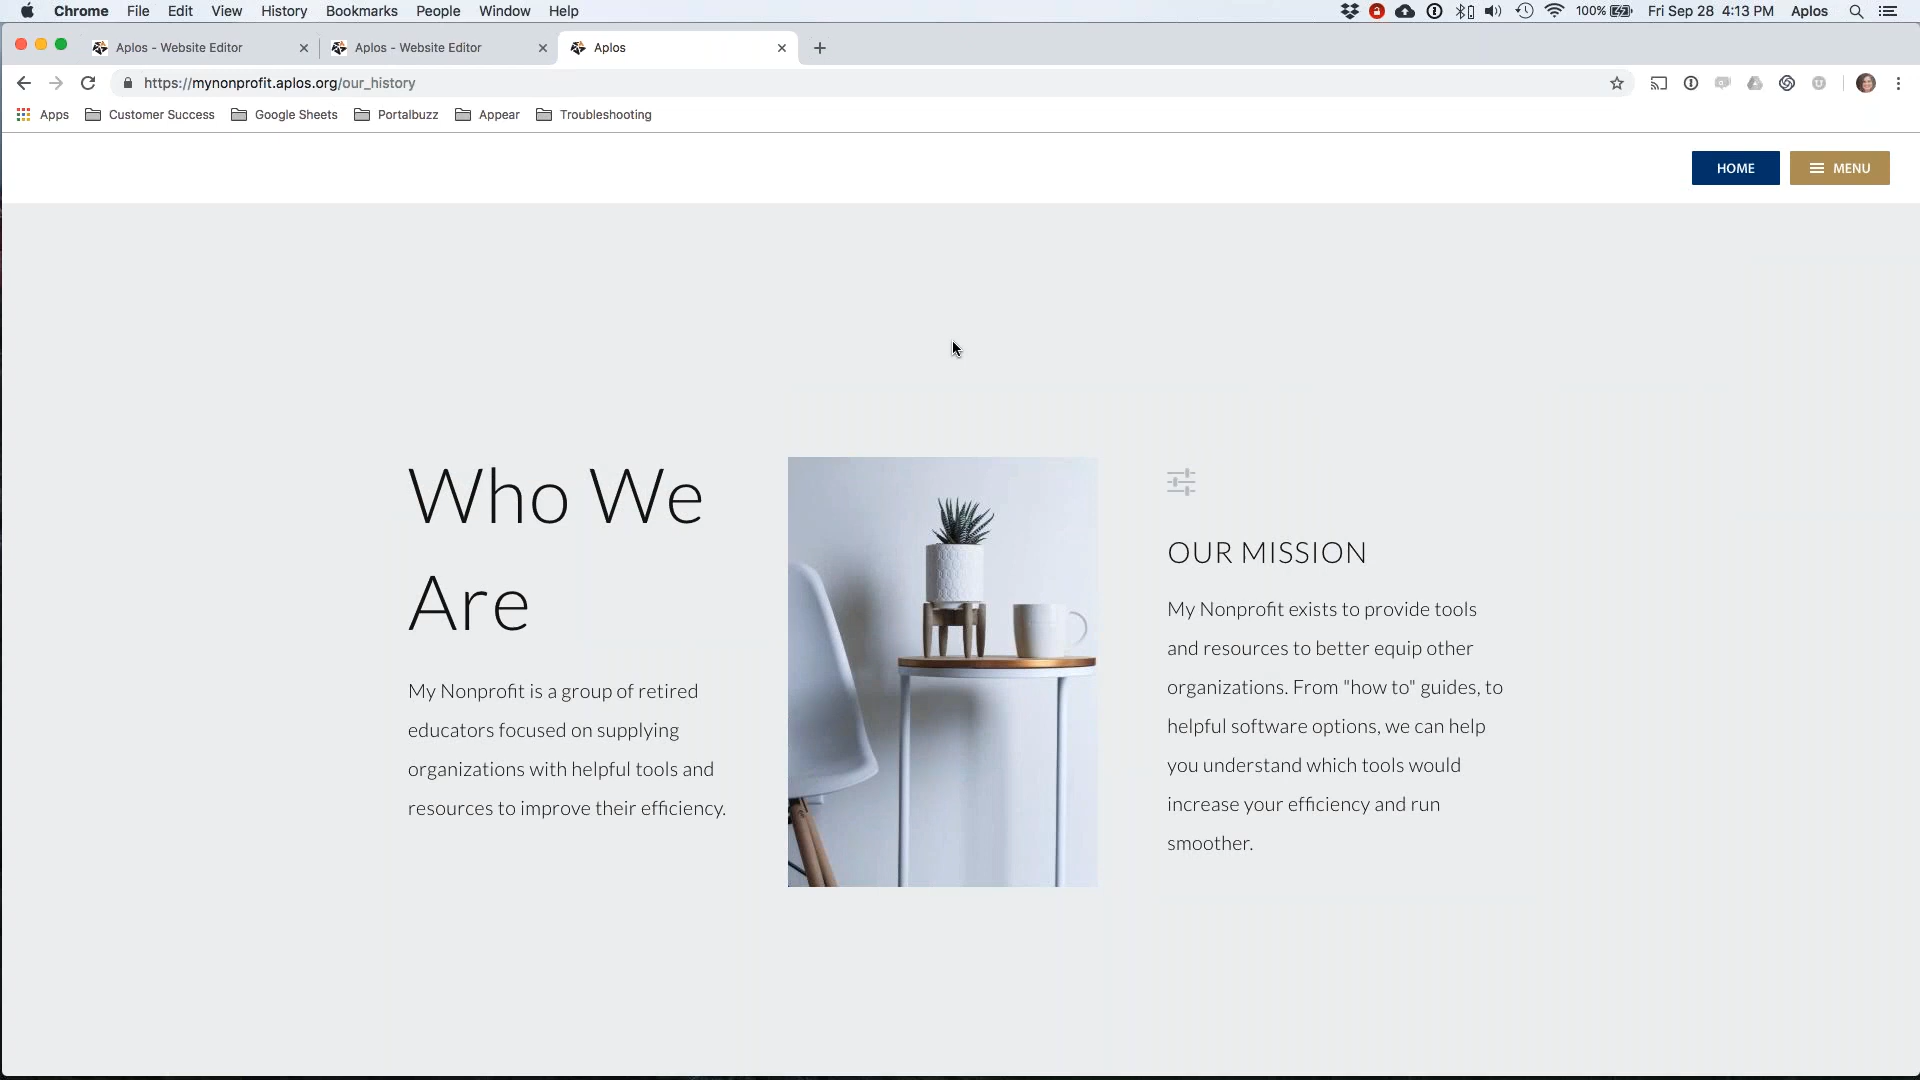 Chrome File Edit View History Bookmarks People Window Help 100% Fri Sep 28 4:13 PM Aplos
Aplos - Website Editor Aplos - Website Editor Aplos
https://mynonprofit.aplos.org/our_history
Apps Customer Success Google Sheets Portalbuzz Appear Troubleshooting
HOME MENU
Who We
Are
My Nonprofit is a group of retired
educators focused on supplying
organizations with helpful tools and
resources to improve their efficiency.
OUR MISSION
My Nonprofit exists to provide tools
and resources to better equip other
organizations. From "how to" guides, to
helpful software options, we can help
you understand which tools would
increase your efficiency and run
smoother.